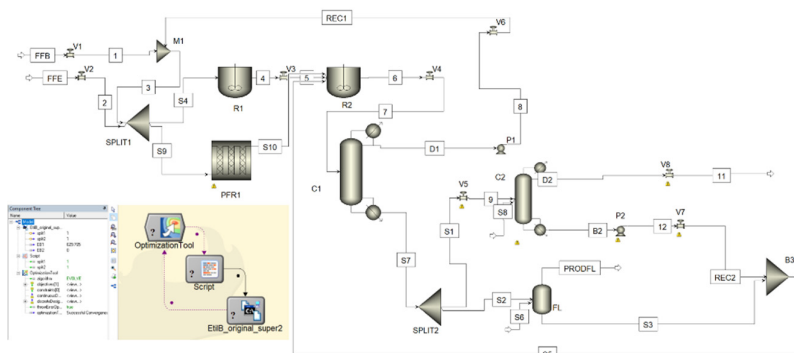 REC1
V6
FFB
V1
1
M1
FFE
V2
3
2
S4
R1
4
V3
5
R2
6
V4
7
8
SPLIT1
S9
S10
PFR1
D1
P1
C1
C2
D2
V8
11
V5
9
S8
S1
B2
P2
12
V7
S7
REC2
B3
PRODFL
S2
S6
FL
S3
SPLIT2
Component Tree
Name
Value
Script
OptimizationTool
OptimizationTool
Script
EtilB_original_super2